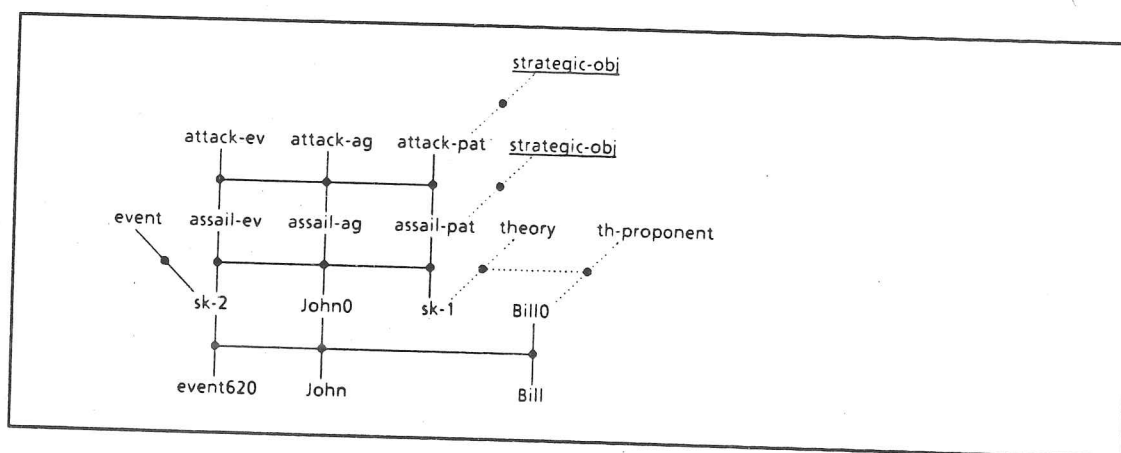 strategic-obj
attack-ev attack-ag attack-pat strategic-obj
event assail-ev assail-ag assail-pat theory th-proponent
sk-2 John0 sk-1 Bill0
event620 John Bill